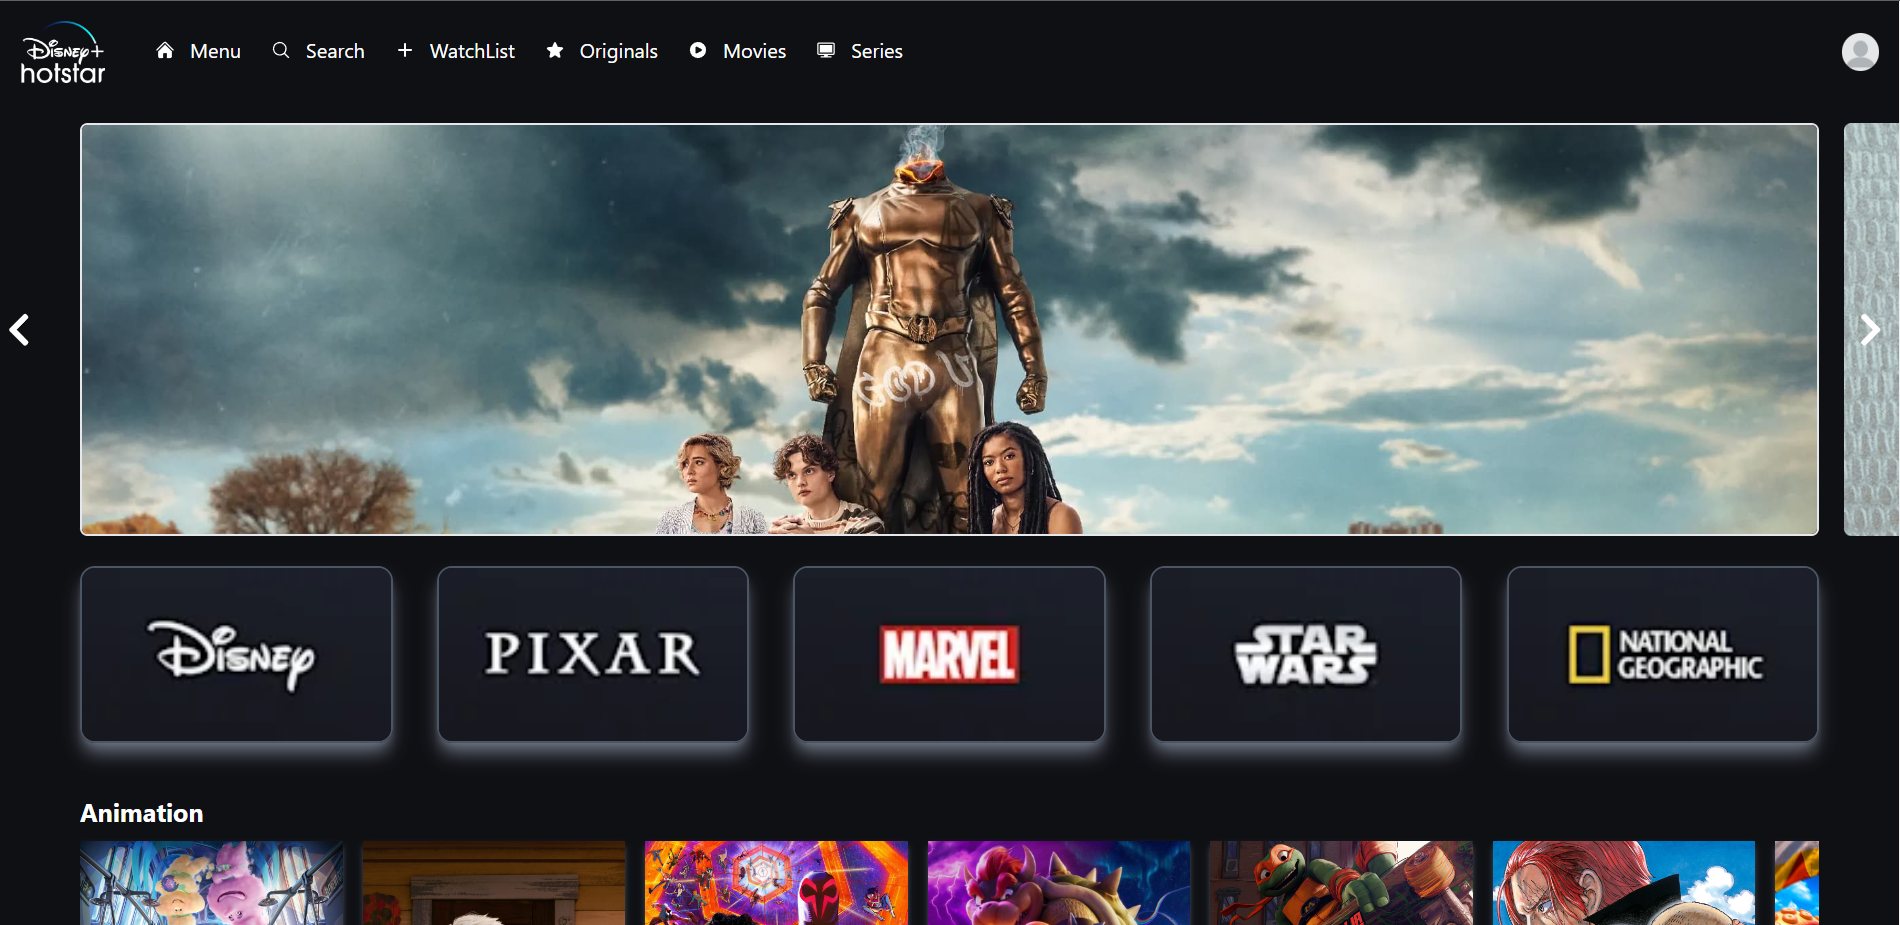 Disney+
hotstar
Menu
Search
WatchList
Originals
Movies
Series
GOD U
Disney
PIXAR
MARVEL
STAR
WARS
NATIONAL
GEOGRAPHIC
Animation